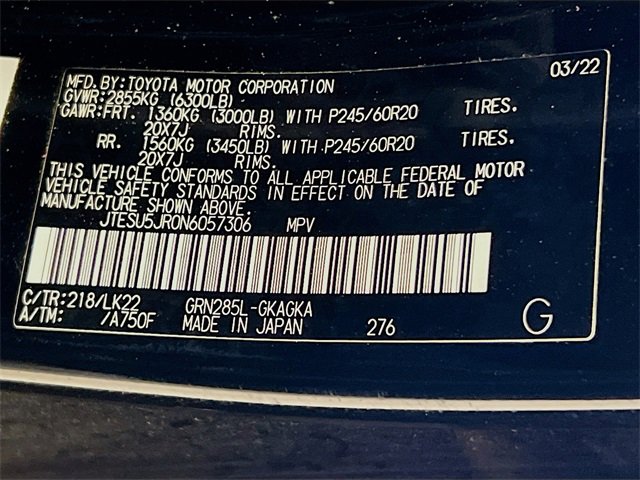 MFD.BY:TOYOTA MOTOR CORPORATION 03/22
GVWR:2855KG (6300LB)
GAWR:FRT. 1360KG (3000LB) WITH P245/60R20 TIRES.
20X7J RIMS.
RR. 1560KG (3450LB) WITH P245/60R20 TIRES.
20X7J RIMS.
THIS VEHICLE CONFORMS TO ALL APPLICABLE FEDERAL MOTOR
VEHICLE SAFETY STANDARDS IN EFFECT ON THE DATE OF
MANUFACTURE SHOWN ABOVE.
JTESU5JR0N6057306 MPV
C/TR:218/LK22 GRN285L-GKAGKA
A/TM: /A750F MADE IN JAPAN 276 G